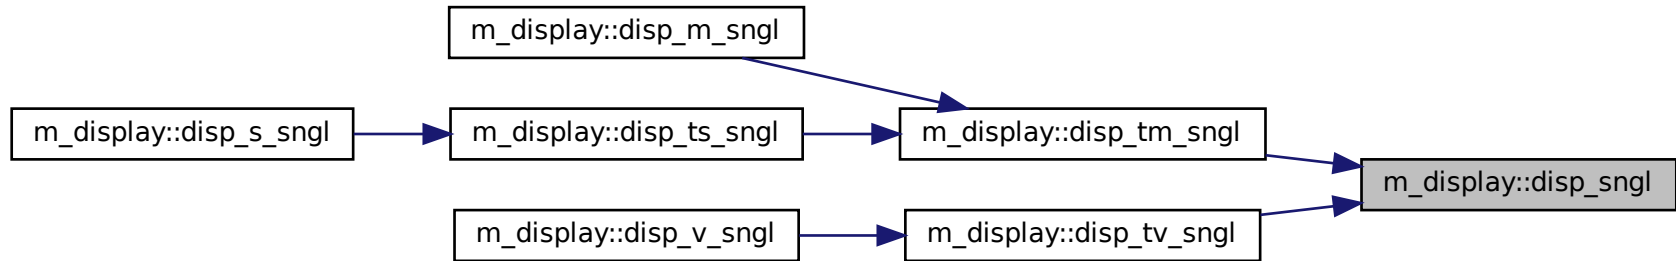 m_display::disp_m_sngl
m_display::disp_s_sngl
m_display::disp_ts_sngl
m_display::disp_tm_sngl
m_display::disp_sngl
m_display::disp_v_sngl
m_display::disp_tv_sngl